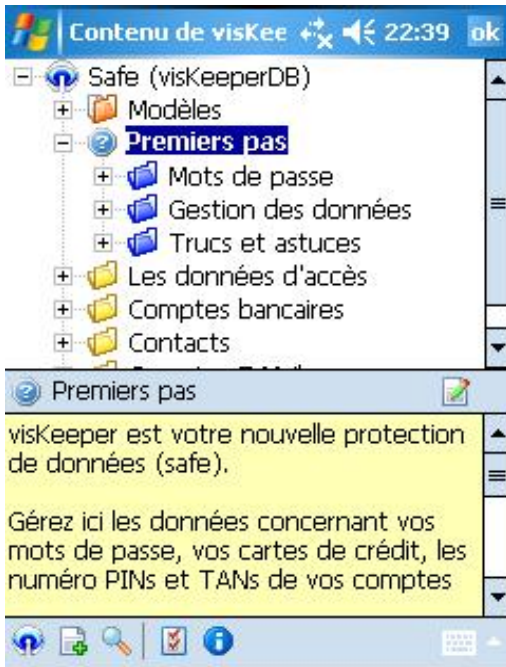 Contenu de visKee 22:39 ok
Safe (visKeeperDB)
Modèles
Premiers pas
Mots de passe
Gestion des données
Trucs et astuces
Les données d'accès
Comptes bancaires
Contacts
Premiers pas
visKeeper est votre nouvelle protection
de données (safe).
Gérez ici les données concernant vos
mots de passe, vos cartes de crédit, les
numéro PINs et TANs de vos comptes